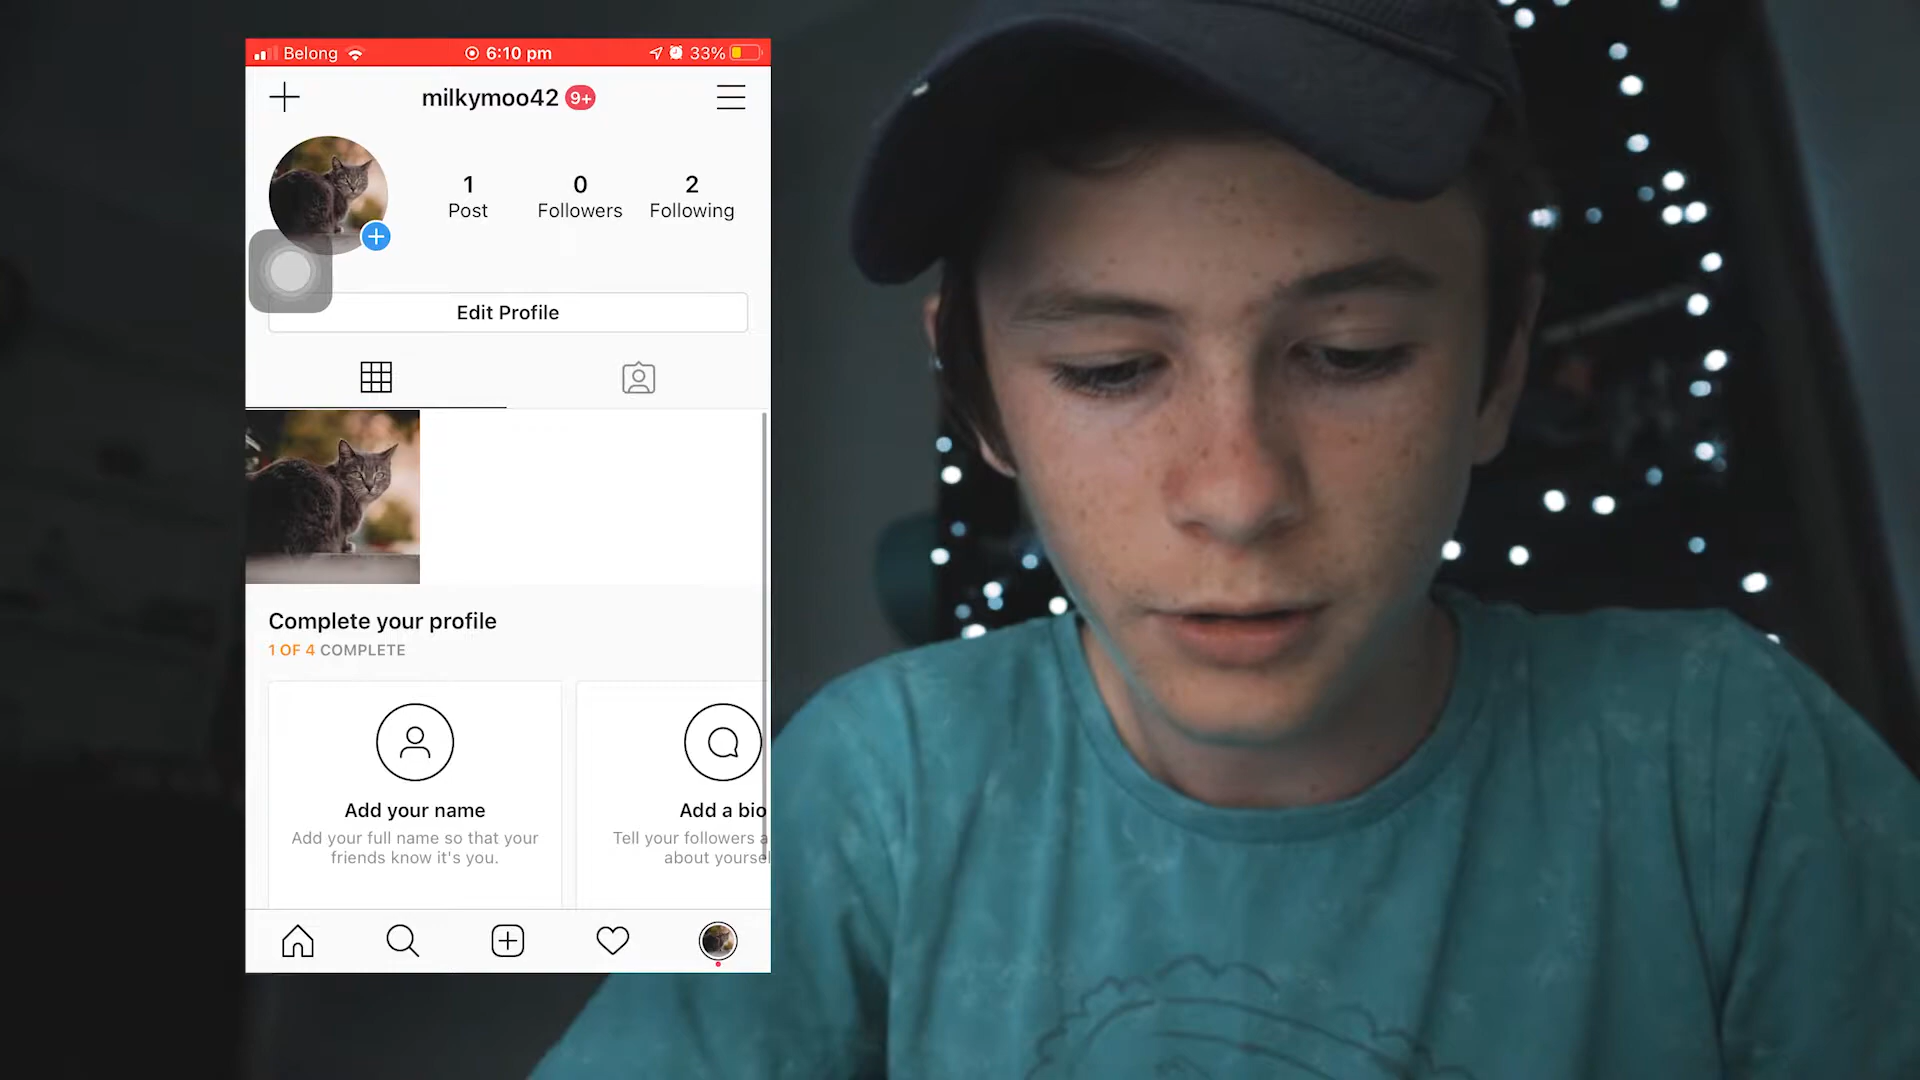 Belong 6:10 pm 33%
milkymoo42 9+
1 0 2
Post Followers Following
Edit Profile
Complete your profile
1 OF 4 COMPLETE
Add your name Add a bio
Add your full name so that your Tell your followers a
friends know it's you. about yoursel